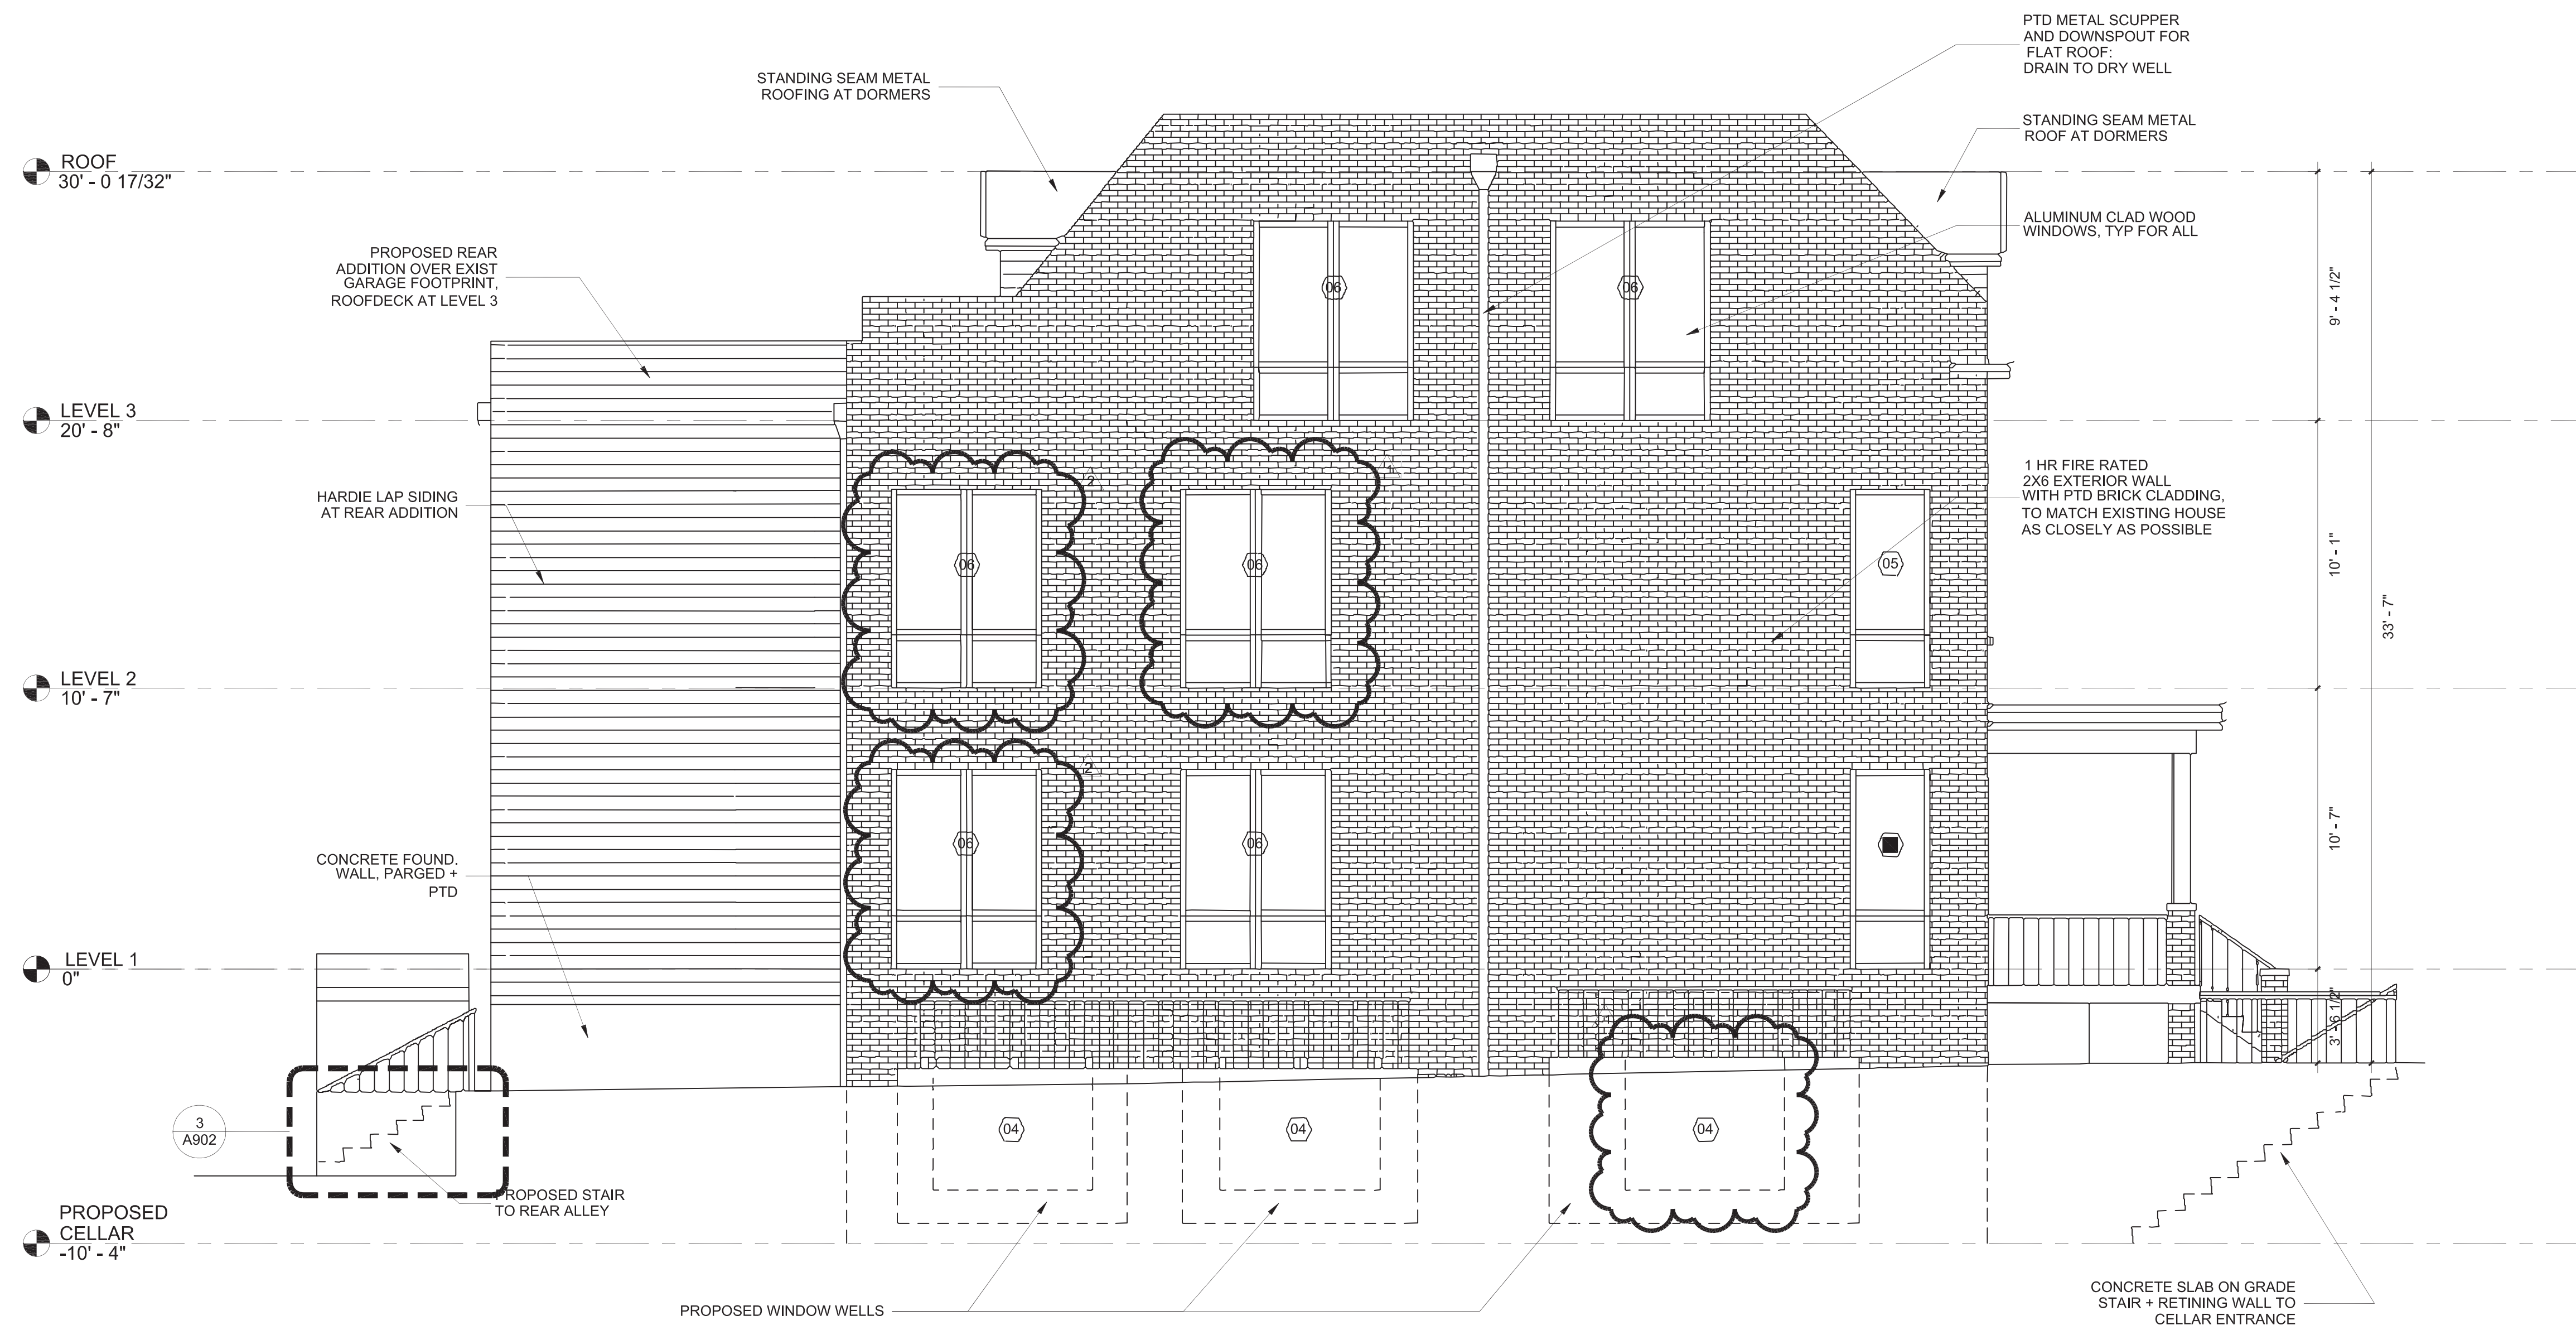 PTD METAL SCUPPER
AND DOWNSPOUT FOR
FLAT ROOF:
DRAIN TO DRY WELL
STANDING SEAM METAL
ROOFING AT DORMERS
STANDING SEAM METAL
ROOF AT DORMERS
ROOF
30' - 0 17/32"
ALUMINUM CLAD WOOD
WINDOWS, TYP FOR ALL
PROPOSED REAR
ADDITION OVER EXIST
GARAGE FOOTPRINT,
ROOFDECK AT LEVEL 3
06
06
9' - 4 1/2"
LEVEL 3
20' - 8"
1 HR FIRE RATED
2X6 EXTERIOR WALL
WITH PTD BRICK CLADDING,
TO MATCH EXISTING HOUSE
AS CLOSELY AS POSSIBLE
2
1
HARDIE LAP SIDING
AT REAR ADDITION
06
06
05
10' - 1"
33' - 7"
LEVEL 2
10' - 7"
2
06
06
10' - 7"
CONCRETE FOUND.
WALL, PARGED +
PTD
LEVEL 1
0"
3' - 6 1/2"
3
A902
04
04
04
PROPOSED STAIR
TO REAR ALLEY
PROPOSED
CELLAR
-10' - 4"
PROPOSED WINDOW WELLS
CONCRETE SLAB ON GRADE
STAIR + RETINING WALL TO
CELLAR ENTRANCE